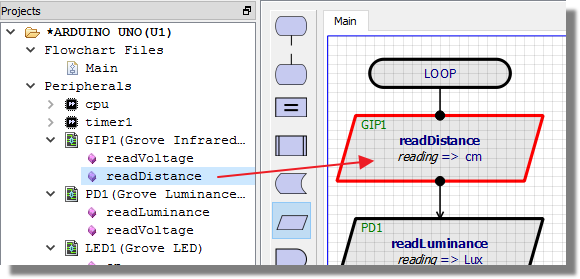 Projects
*ARDUINO UNO(U1)
Flowchart Files
Main
Peripherals
cpu
timer1
GIP1(Grove Infrared...
readVoltage
readDistance
PD1(Grove Luminance...
readLuminance
readVoltage
LED1(Grove LED)
Main
LOOP
GIP1
readDistance
reading => cm
PD1
readLuminance
reading => Lux